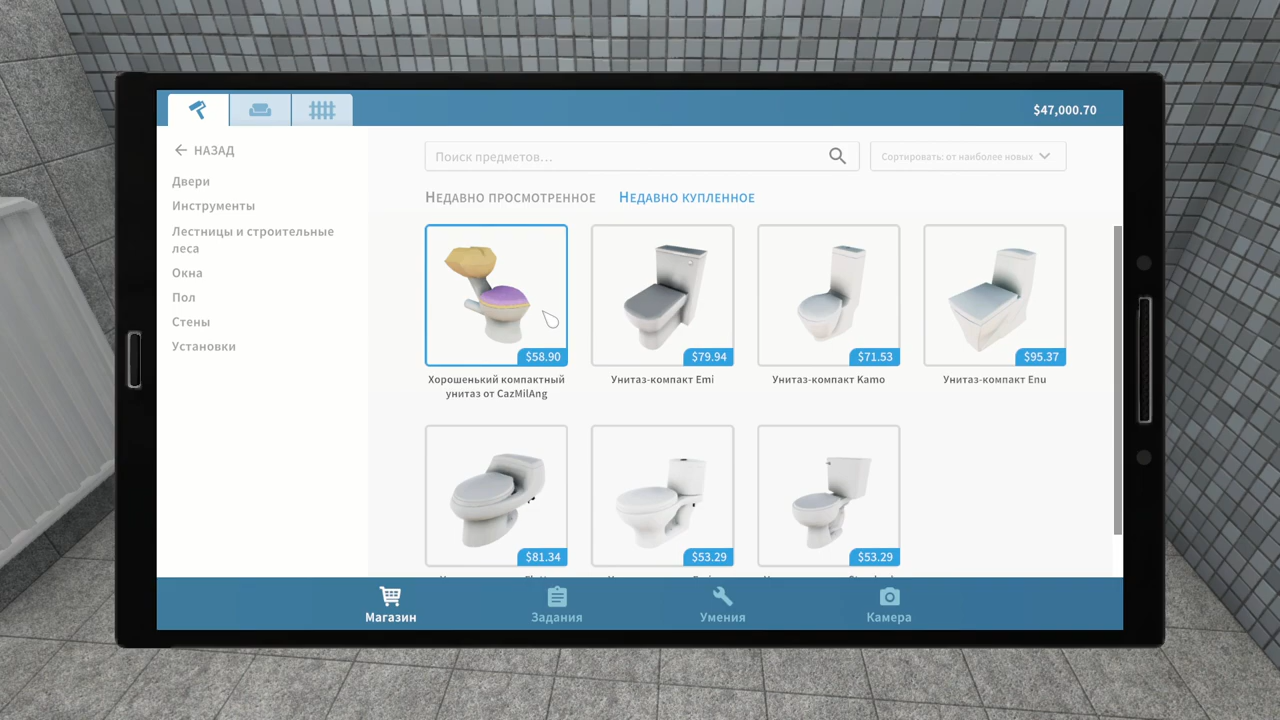 $47,000.70
НАЗАД
Двери
Инструменты
Лестницы и строительные
леса
Окна
Пол
Стены
Установки
Поиск предметов...
Сортировать: от наиболее новых
НЕДАВНО ПРОСМОТРЕННОЕ
НЕДАВНО КУПЛЕННОЕ
$58.90
$79.94
$71.53
$95.37
Хорошенький компактный
унитаз от CazMilAng
Унитаз-компакт Emi
Унитаз-компакт Kamo
Унитаз-компакт Enu
$81.34
$53.29
$53.29
Магазин
Задания
Умения
Камера